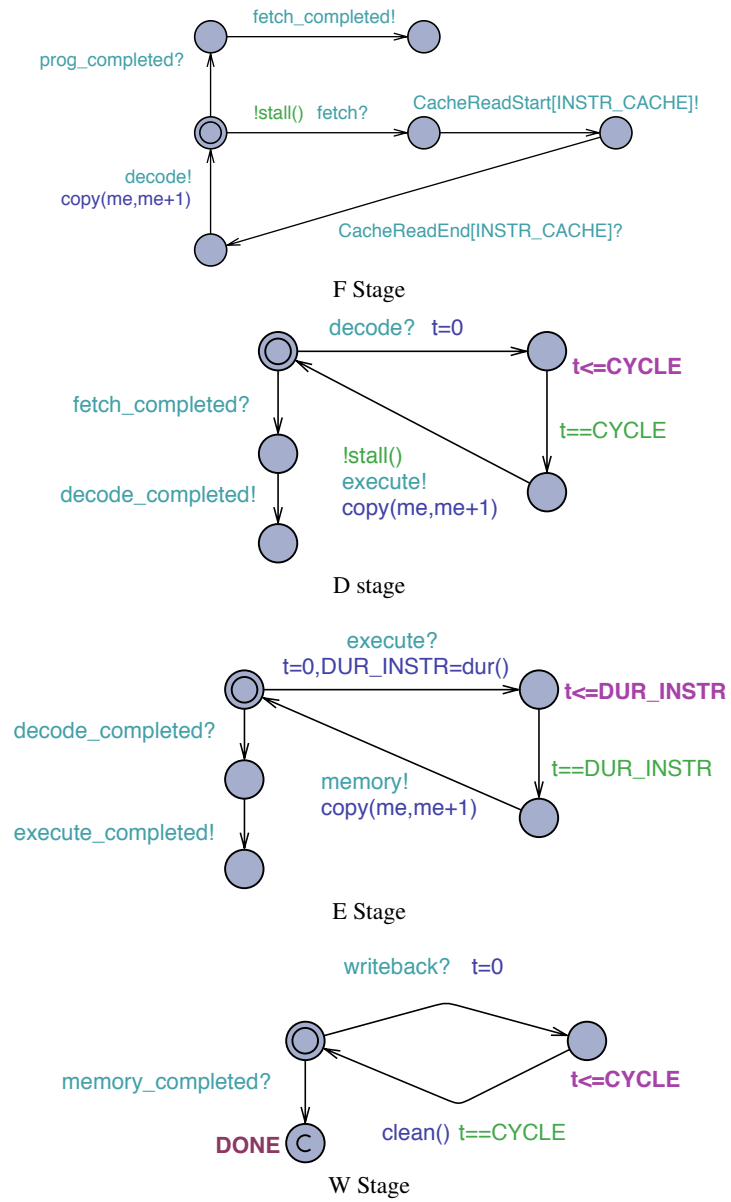 fetch_completed!
prog_completed?
!stall() fetch?
CacheReadStart[INSTR_CACHE]!
decode!
copy(me,me+1)
CacheReadEnd[INSTR_CACHE]?
F Stage
decode? t=0
t<=CYCLE
fetch_completed?
t==CYCLE
!stall()
execute!
copy(me,me+1)
decode_completed!
D stage
execute?
t=0,DUR_INSTR=dur()
t<=DUR_INSTR
decode_completed?
t==DUR_INSTR
memory!
copy(me,me+1)
execute_completed!
E Stage
writeback? t=0
memory_completed?
t<=CYCLE
clean() t==CYCLE
DONE C
W Stage